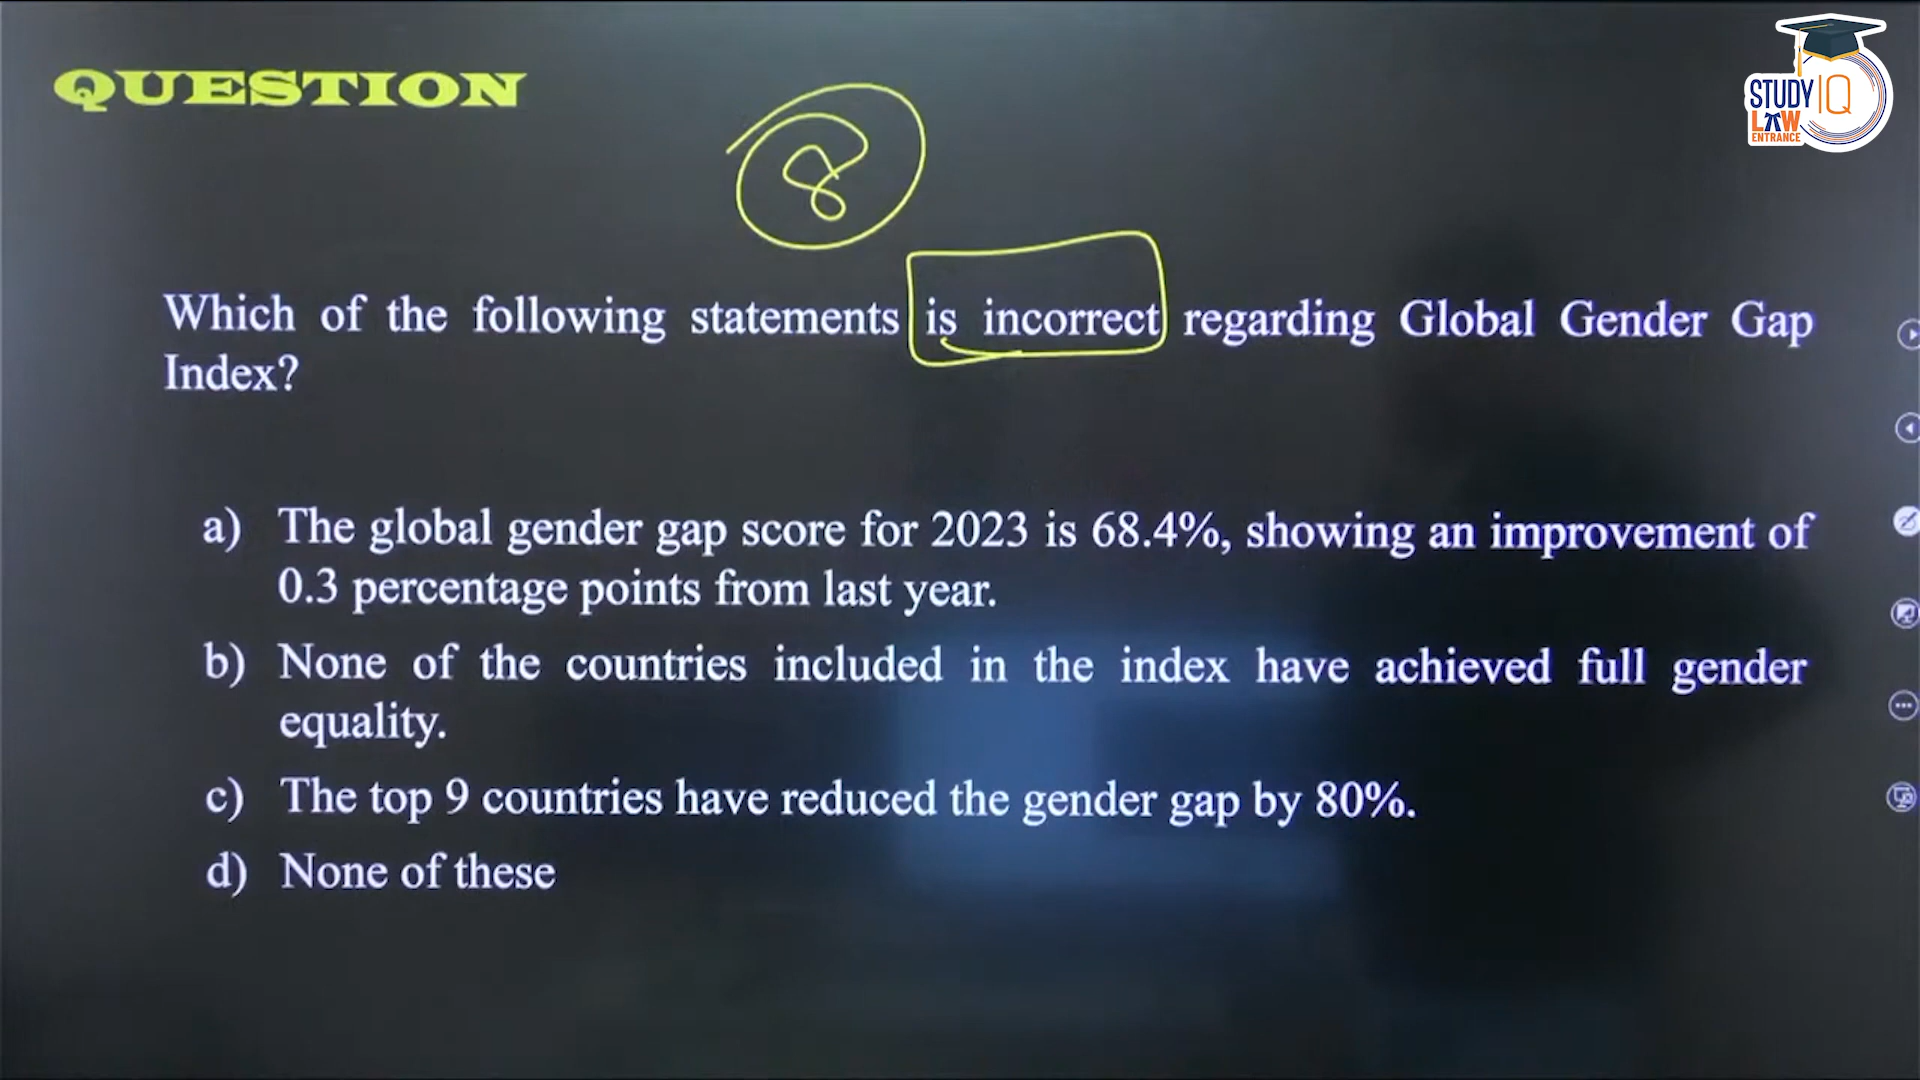 QUESTION
STUDY IQ
LAW
ENTRANCE
8
Which of the following statements is incorrect regarding Global Gender Gap
Index?
a) The global gender gap score for 2023 is 68.4%, showing an improvement of
0.3 percentage points from last year.
b) None of the countries included in the index have achieved full gender
equality.
c) The top 9 countries have reduced the gender gap by 80%.
d) None of these